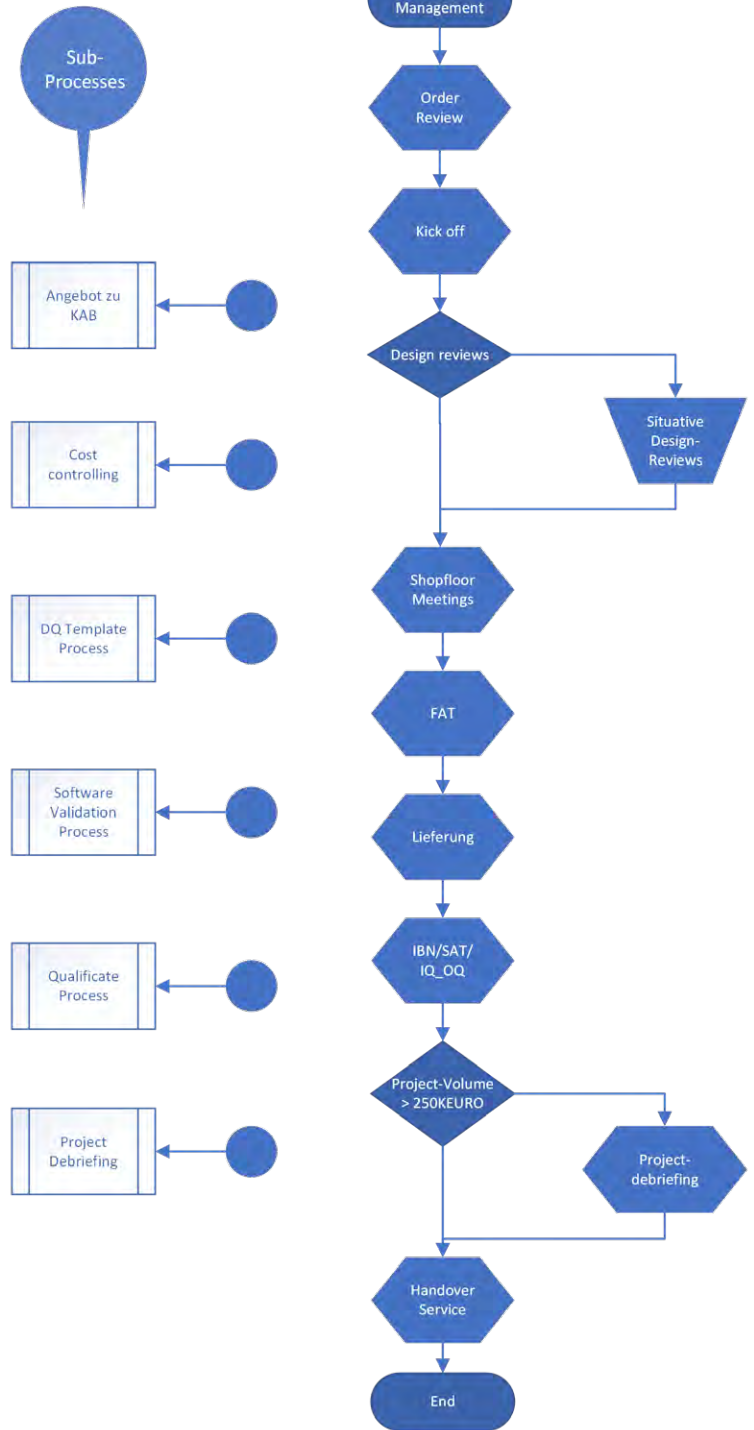 Sub-
Processes
Angebot zu
KAB
Cost
controlling
DQ Template
Process
Software
Validation
Process
Qualificate
Process
Project
Debriefing
Management
Order
Review
Kick off
Design reviews
Situative
Design-
Reviews
Shopfloor
Meetings
FAT
Lieferung
IBN/SAT/
IQ_OQ
Project-Volume
> 250KEURO
Project-
debriefing
Handover
Service
End